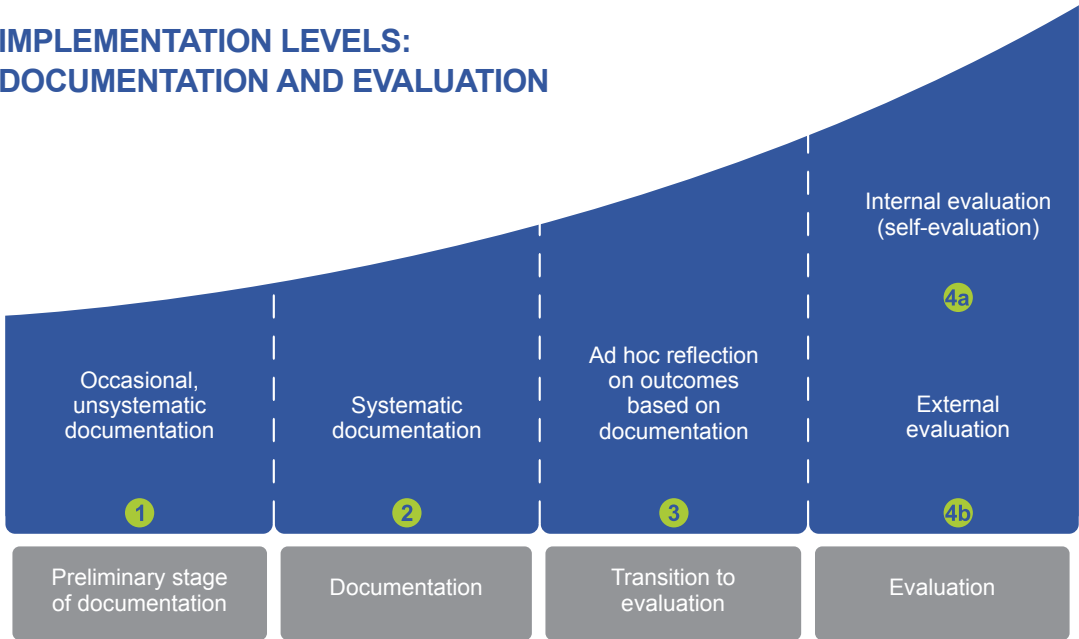 IMPLEMENTATION LEVELS:
DOCUMENTATION AND EVALUATION
Occasional,
unsystematic
documentation
1
Preliminary stage
of documentation
Systematic
documentation
2
Documentation
Ad hoc reflection
on outcomes
based on
documentation
3
Transition to
evaluation
Internal evaluation
(self-evaluation)
4a
External
evaluation
4b
Evaluation